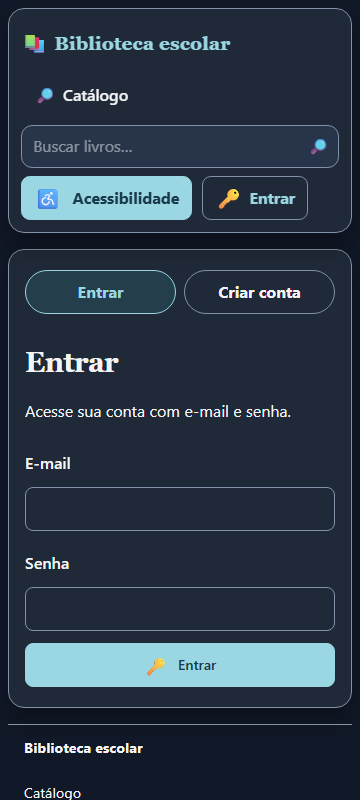 Biblioteca escolar
Catálogo
Buscar livros...
Acessibilidade
Entrar
Entrar
Criar conta
Entrar
Acesse sua conta com e-mail e senha.
E-mail
Senha
Entrar
Biblioteca escolar
Catálogo